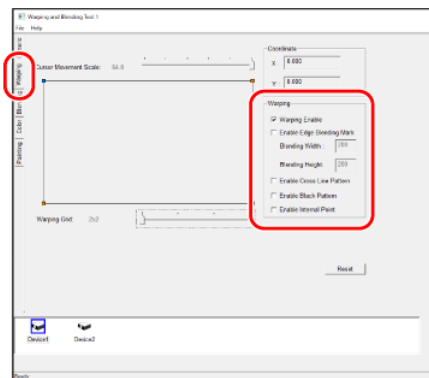 Warping and Blending Tool 1
File Help
Cursor Movement Scale: 64.0
Coordinate
X : 0.000
Y : 0.000
Warping
Blending
Color
Painting
Warping
Warping Enable
Enable Edge Blending Mark
Blending Width : 200
Blending Height: 200
Enable Cross Line Pattern
Enable Black Pattern
Enable Internal Point
Warping Grid: 2x2
Reset
Device1 Device2
Ready